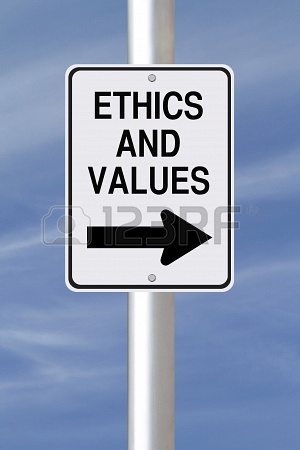 ETHICS
AND
VALUES
123RF